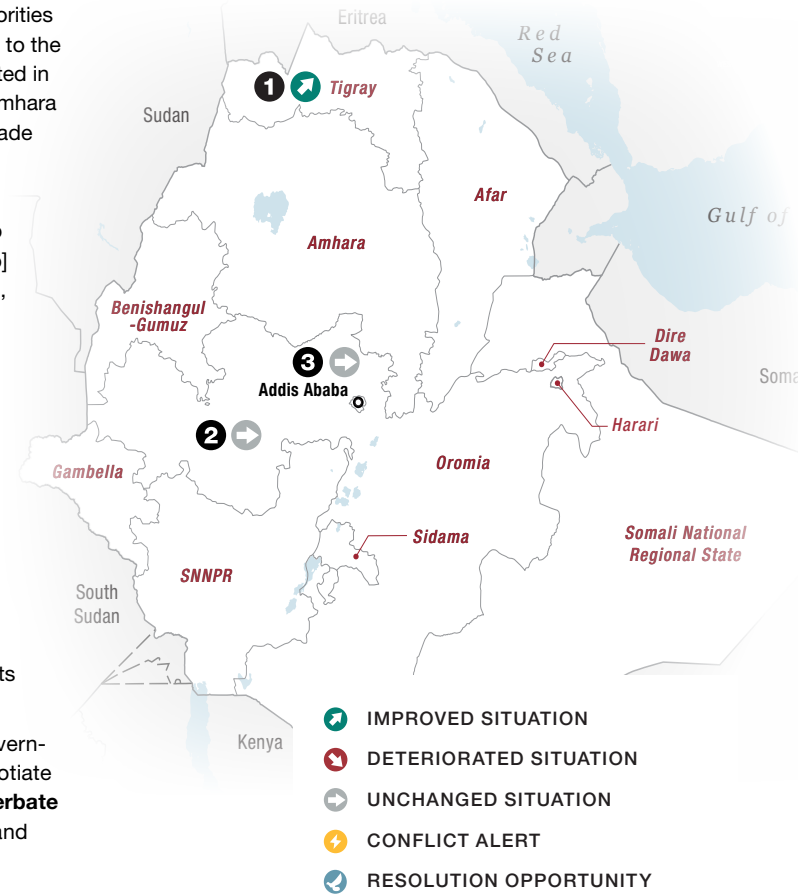 orities
to the
ted in
mhara
ade
]
,
ts
vern-
otiate
erbate
and
Eritrea
Red
Sea
1
Tigray
Sudan
Afar
Gulf of
Amhara
Benishangul
-Gumuz
Dire
Dawa
3
Addis Ababa
Soma
Harari
2
Oromia
Gambella
Sidama
Somali National
Regional State
SNNPR
South
Sudan
Kenya
IMPROVED SITUATION
DETERIORATED SITUATION
UNCHANGED SITUATION
CONFLICT ALERT
RESOLUTION OPPORTUNITY